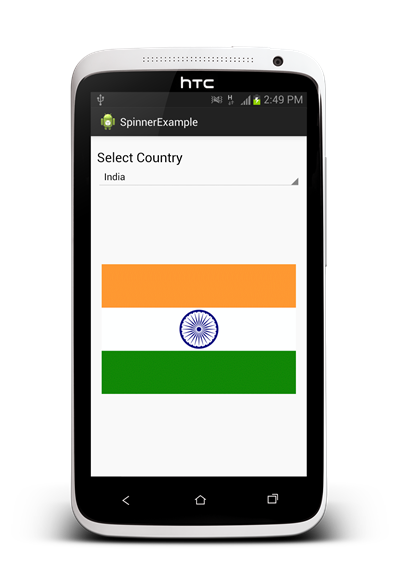 hTC
H
2:49 PM
SpinnerExample
Select Country
India